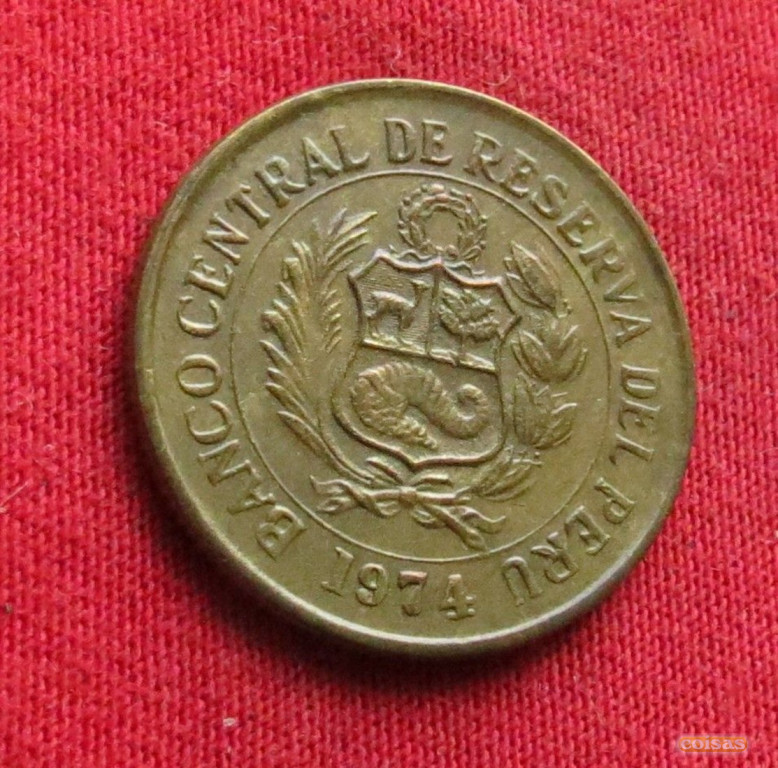 BANCO CENTRAL DE RESERVA DEL PERU
1974
coisas